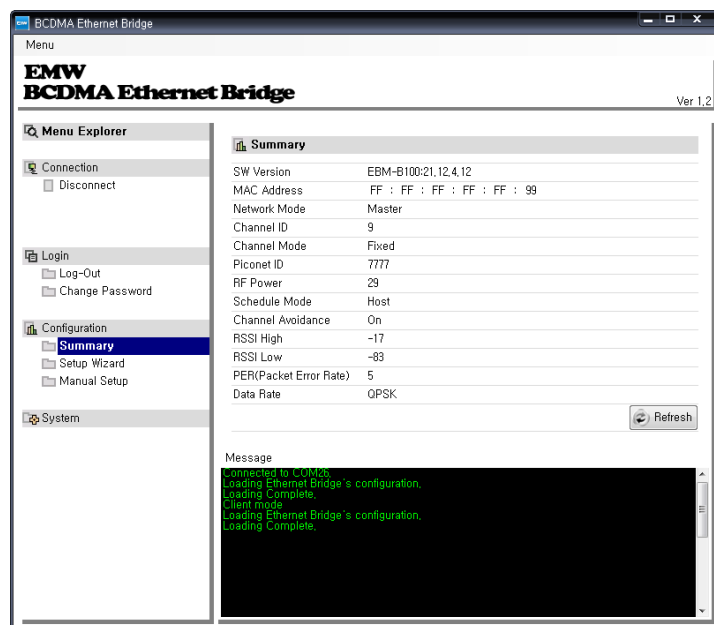 BCDMA Ethernet Bridge
Menu
EMW
BCDMA Ethernet Bridge
Ver 1,2
Menu Explorer
Connection
Disconnect
Login
Log-Out
Change Password
Configuration
Summary
Setup Wizard
Manual Setup
System
Summary
SW Version EBM-B100:21,12,4,12
MAC Address FF : FF : FF : FF : FF : 99
Network Mode Master
Channel ID 9
Channel Mode Fixed
Piconet ID 7777
RF Power 29
Schedule Mode Host
Channel Avoidance On
RSSI High -17
RSSI Low -83
PER(Packet Error Rate) 5
Data Rate QPSK
Refresh
Message
Connected to COM26,
Loading Ethernet Bridge's configuration,
Loading Complete,
Client mode
Loading Ethernet Bridge's configuration,
Loading Complete,